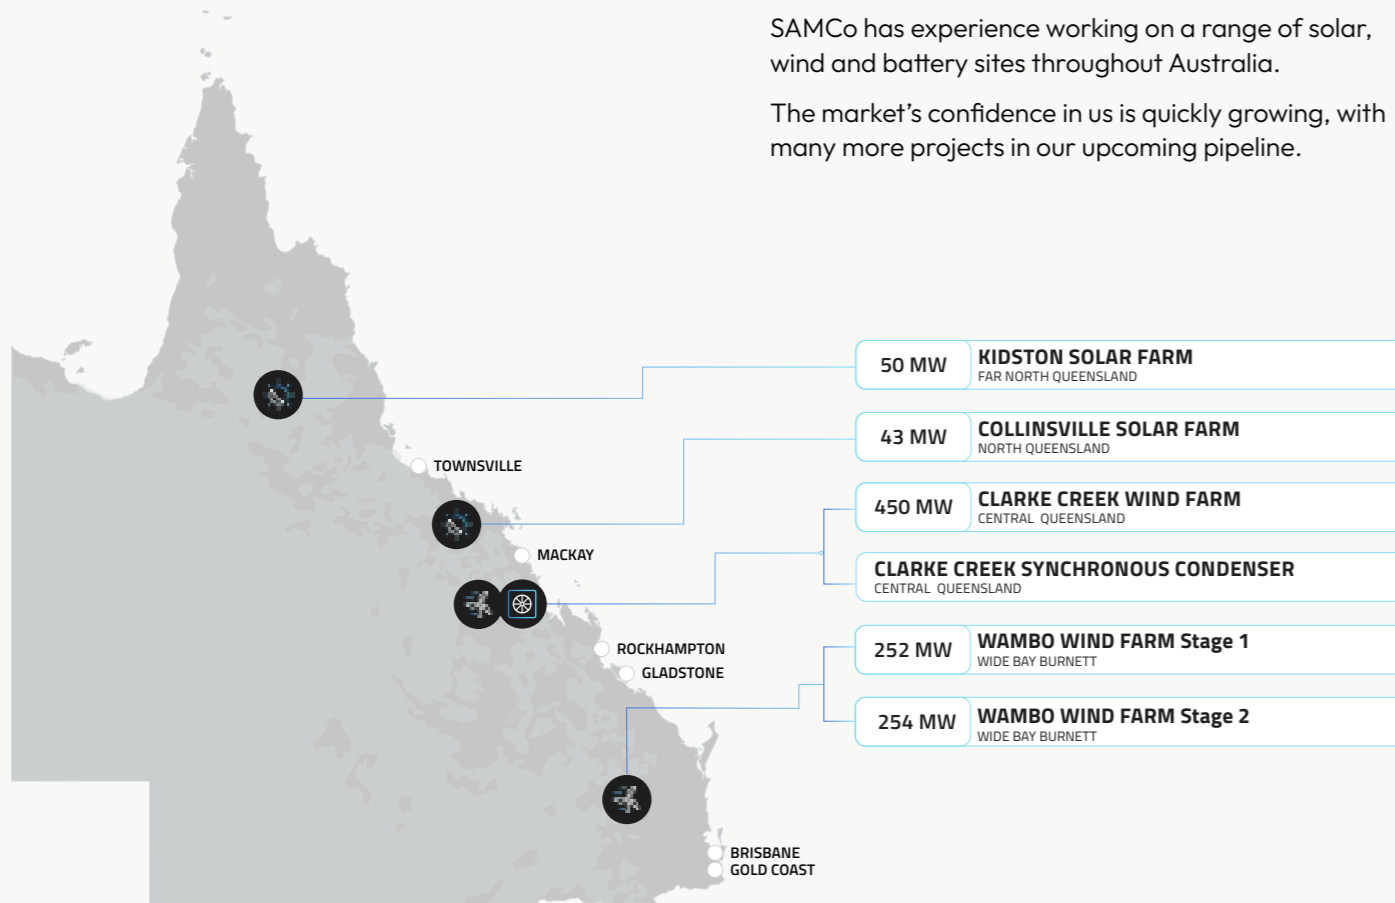 SAMCo has experience working on a range of solar,
wind and battery sites throughout Australia.
The market’s confidence in us is quickly growing, with
many more projects in our upcoming pipeline.
50 MW
KIDSTON SOLAR FARM
FAR NORTH QUEENSLAND
43 MW
COLLINSVILLE SOLAR FARM
NORTH QUEENSLAND
TOWNSVILLE
450 MW
CLARKE CREEK WIND FARM
CENTRAL QUEENSLAND
MACKAY
CLARKE CREEK SYNCHRONOUS CONDENSER
CENTRAL QUEENSLAND
252 MW
WAMBO WIND FARM Stage 1
WIDE BAY BURNETT
ROCKHAMPTON
GLADSTONE
254 MW
WAMBO WIND FARM Stage 2
WIDE BAY BURNETT
BRISBANE
GOLD COAST